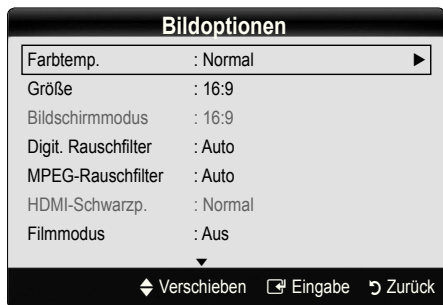 Bildoptionen
Farbtemp. : Normal
Größe : 16:9
Bildschirmmodus : 16:9
Digit. Rauschfilter : Auto
MPEG-Rauschfilter : Auto
HDMI-Schwarzp. : Normal
Filmmodus : Aus
Verschieben Eingabe Zurück